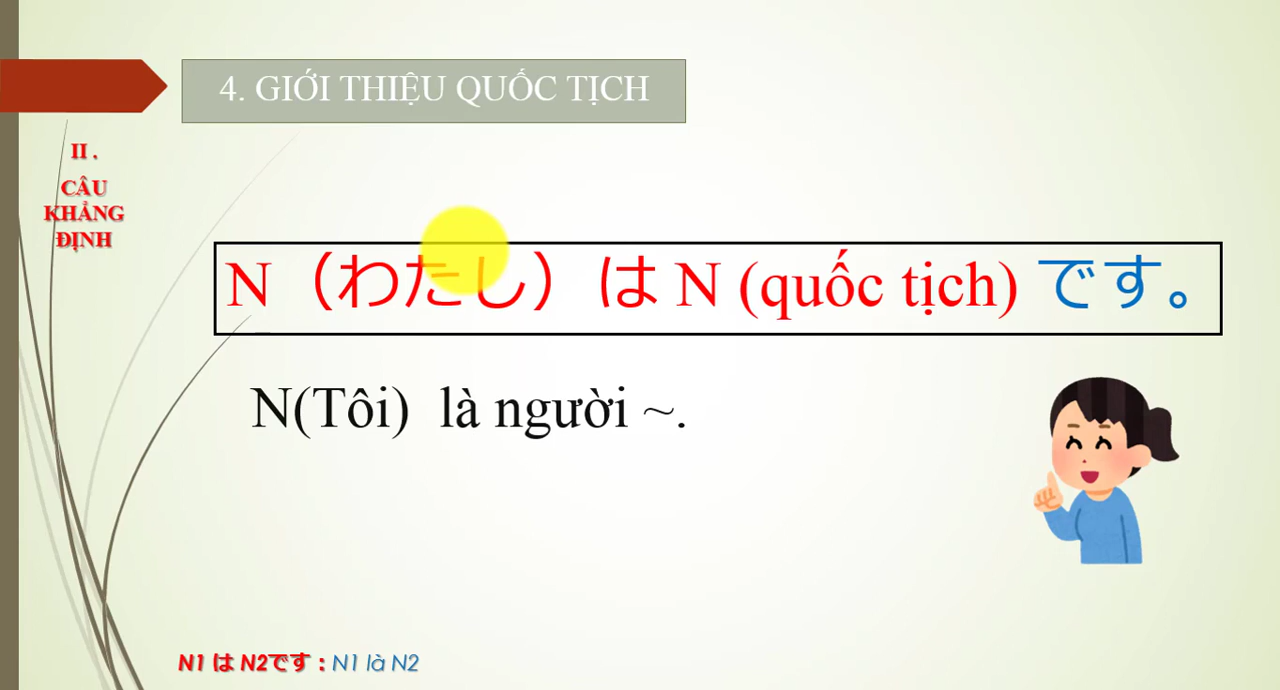 4. GIỚI THIỆU QUỐC TỊCH
II .
CÂU
KHẲNG
ĐỊNH
N（わたし）は N (quốc tịch) です。
N(Tôi) là người ~.
N1 は N2です : N1 là N2